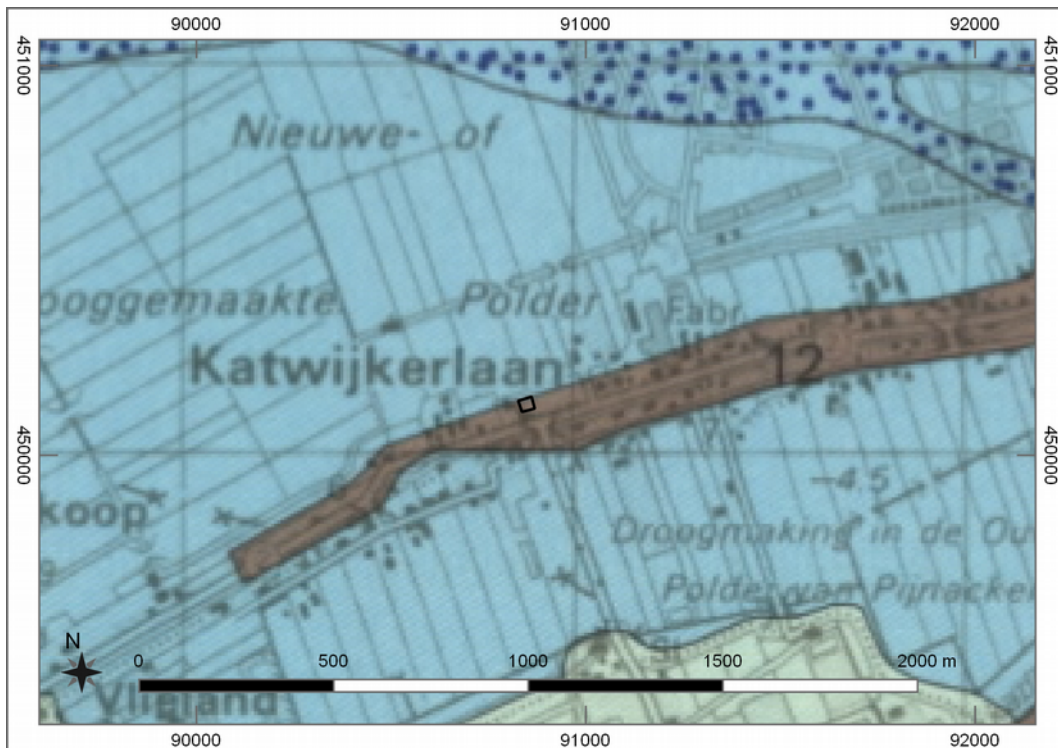 90000 91000 92000
451000 451000
Nieuwe- of
ooggemaakte Polder
Fabr.
Katwijkerlaan 12
450000 450000
koop
-4.5
Droogmaking in de Ou
Polder van Pijnacker
N
0 500 1000 1500 2000 m
Vlieland
90000 91000 92000